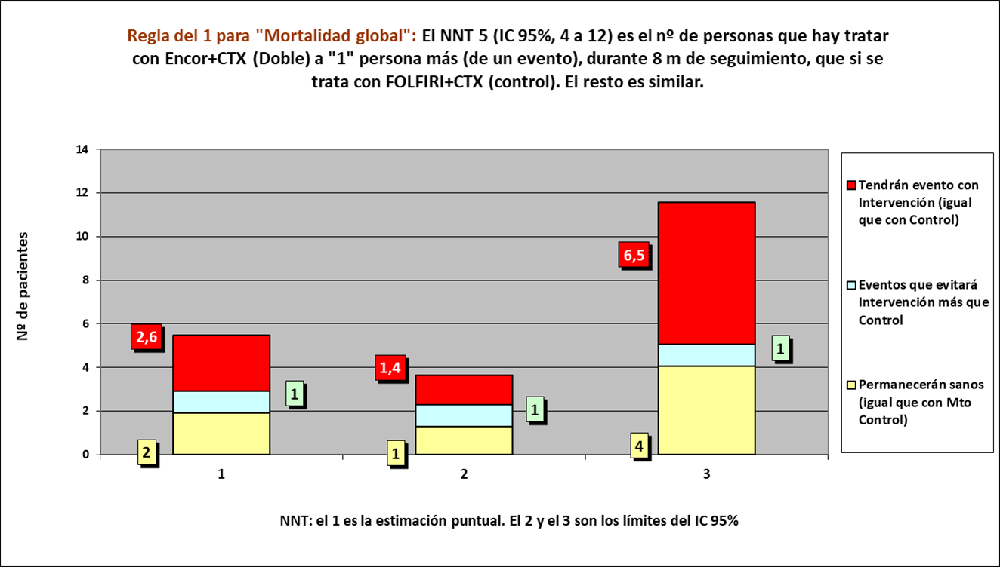 Regla del 1 para "Mortalidad global": El NNT 5 (IC 95%, 4 a 12) es el nº de personas que hay tratar
con Encor+CTX (Doble) a "1" persona más (de un evento), durante 8 m de seguimiento, que si se
trata con FOLFIRI+CTX (control). El resto es similar.
Nº de pacientes
14
12
10
8
6
4
2
0
2,6
1
2
1,4
1
1
6,5
1
4
1
2
3
Tendrán evento con
Intervención (igual
que con Control)
Eventos que evitará
Intervención más que
Control
Permanecerán sanos
(igual que con Mto
Control)
NNT: el 1 es la estimación puntual. El 2 y el 3 son los límites del IC 95%